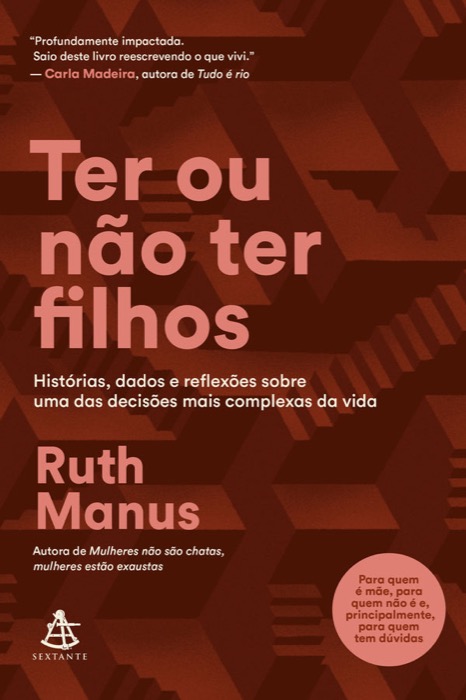 “Profundamente impactada.
Saio deste livro reescrevendo o que vivi.”
— Carla Madeira, autora de Tudo é rio
Ter ou
não ter
filhos
Histórias, dados e reflexões sobre
uma das decisões mais complexas da vida
Ruth
Manus
Autora de Mulheres não são chatas,
mulheres estão exaustas
Para quem
é mãe, para
quem não é e,
principalmente,
para quem
tem dúvidas
SEXTANTE